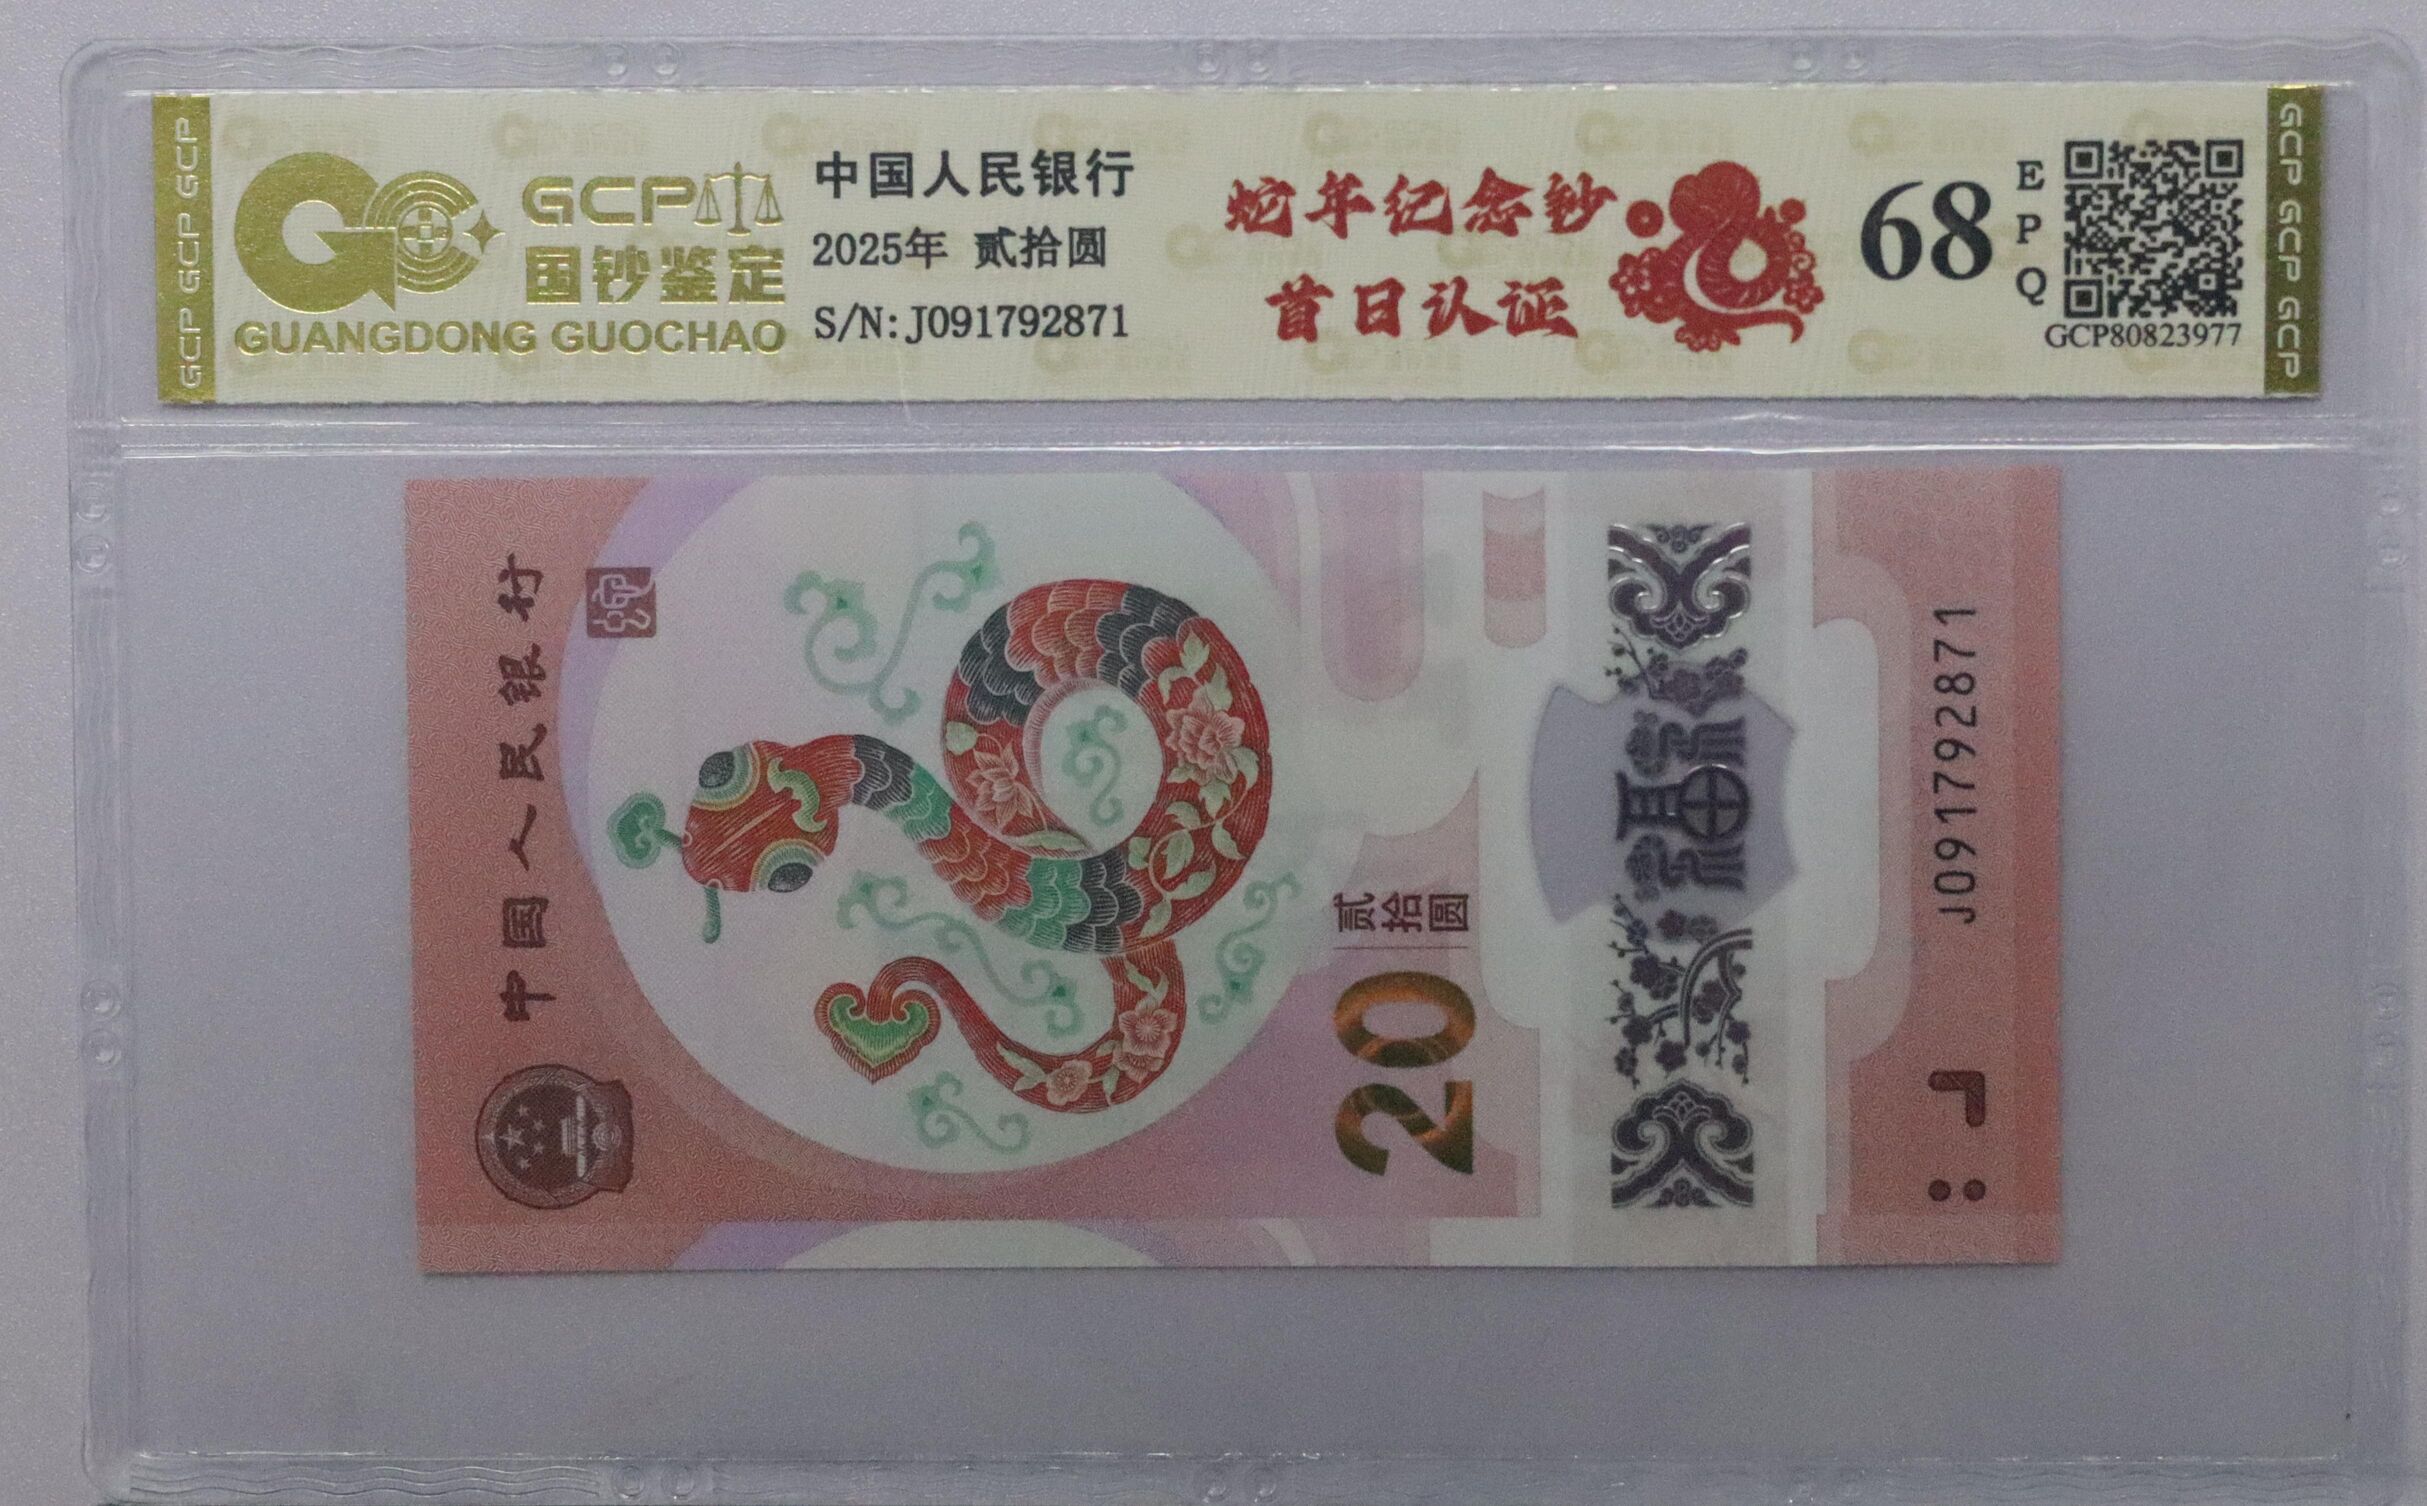 GCP GCP GCP
GCP
国钞鉴定
GUANGDONG GUOCHAO
中国人民银行
2025年 贰拾圆
S/N:J091792871
蛇年纪念钞
首日认证
68
EPQ
GCP80823977
GCP GCP GCP
中国人民银行
20
贰拾圆
福
J091792871